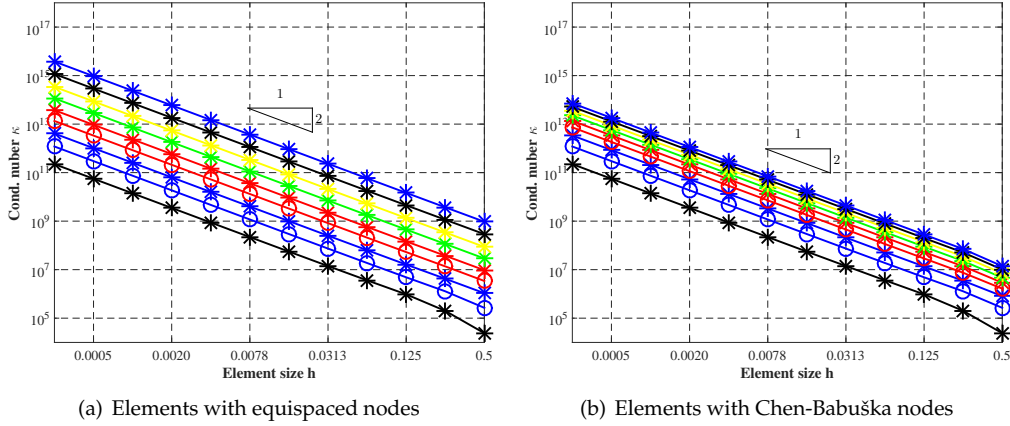 10^17
10^15
10^13
10^11
10^9
10^7
10^5
Cond. nuber κ
1
2
0.0005 0.0020 0.0078 0.0313 0.125 0.5
Element size h
(a) Elements with equispaced nodes
10^17
10^15
10^13
10^11
10^9
10^7
10^5
Cond. nuber κ
1
2
0.0005 0.0020 0.0078 0.0313 0.125 0.5
Element size h
(b) Elements with Chen-Babuška nodes